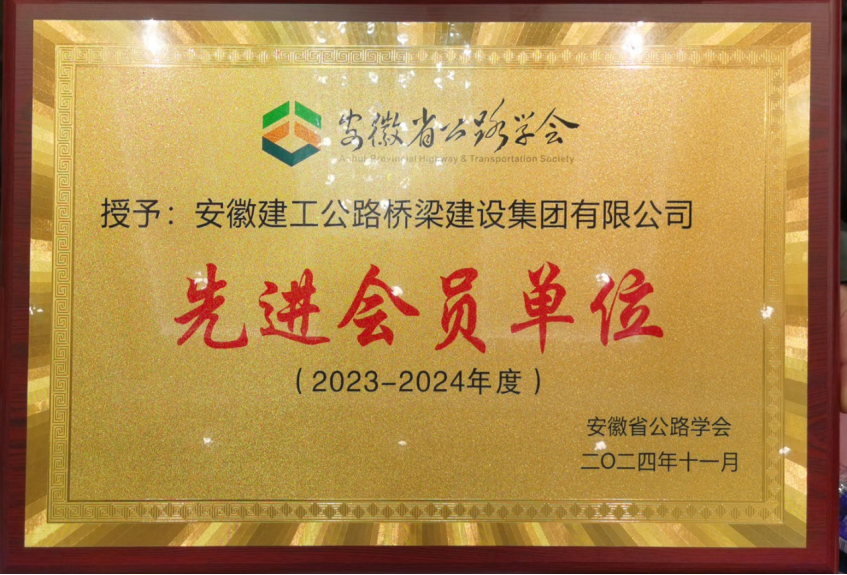 安徽省公路学会
Anhui Provincial Highway & Transportation Society
授予：安徽建工公路桥梁建设集团有限公司
先进会员单位
（2023-2024年度）
安徽省公路学会
二〇二四年十一月